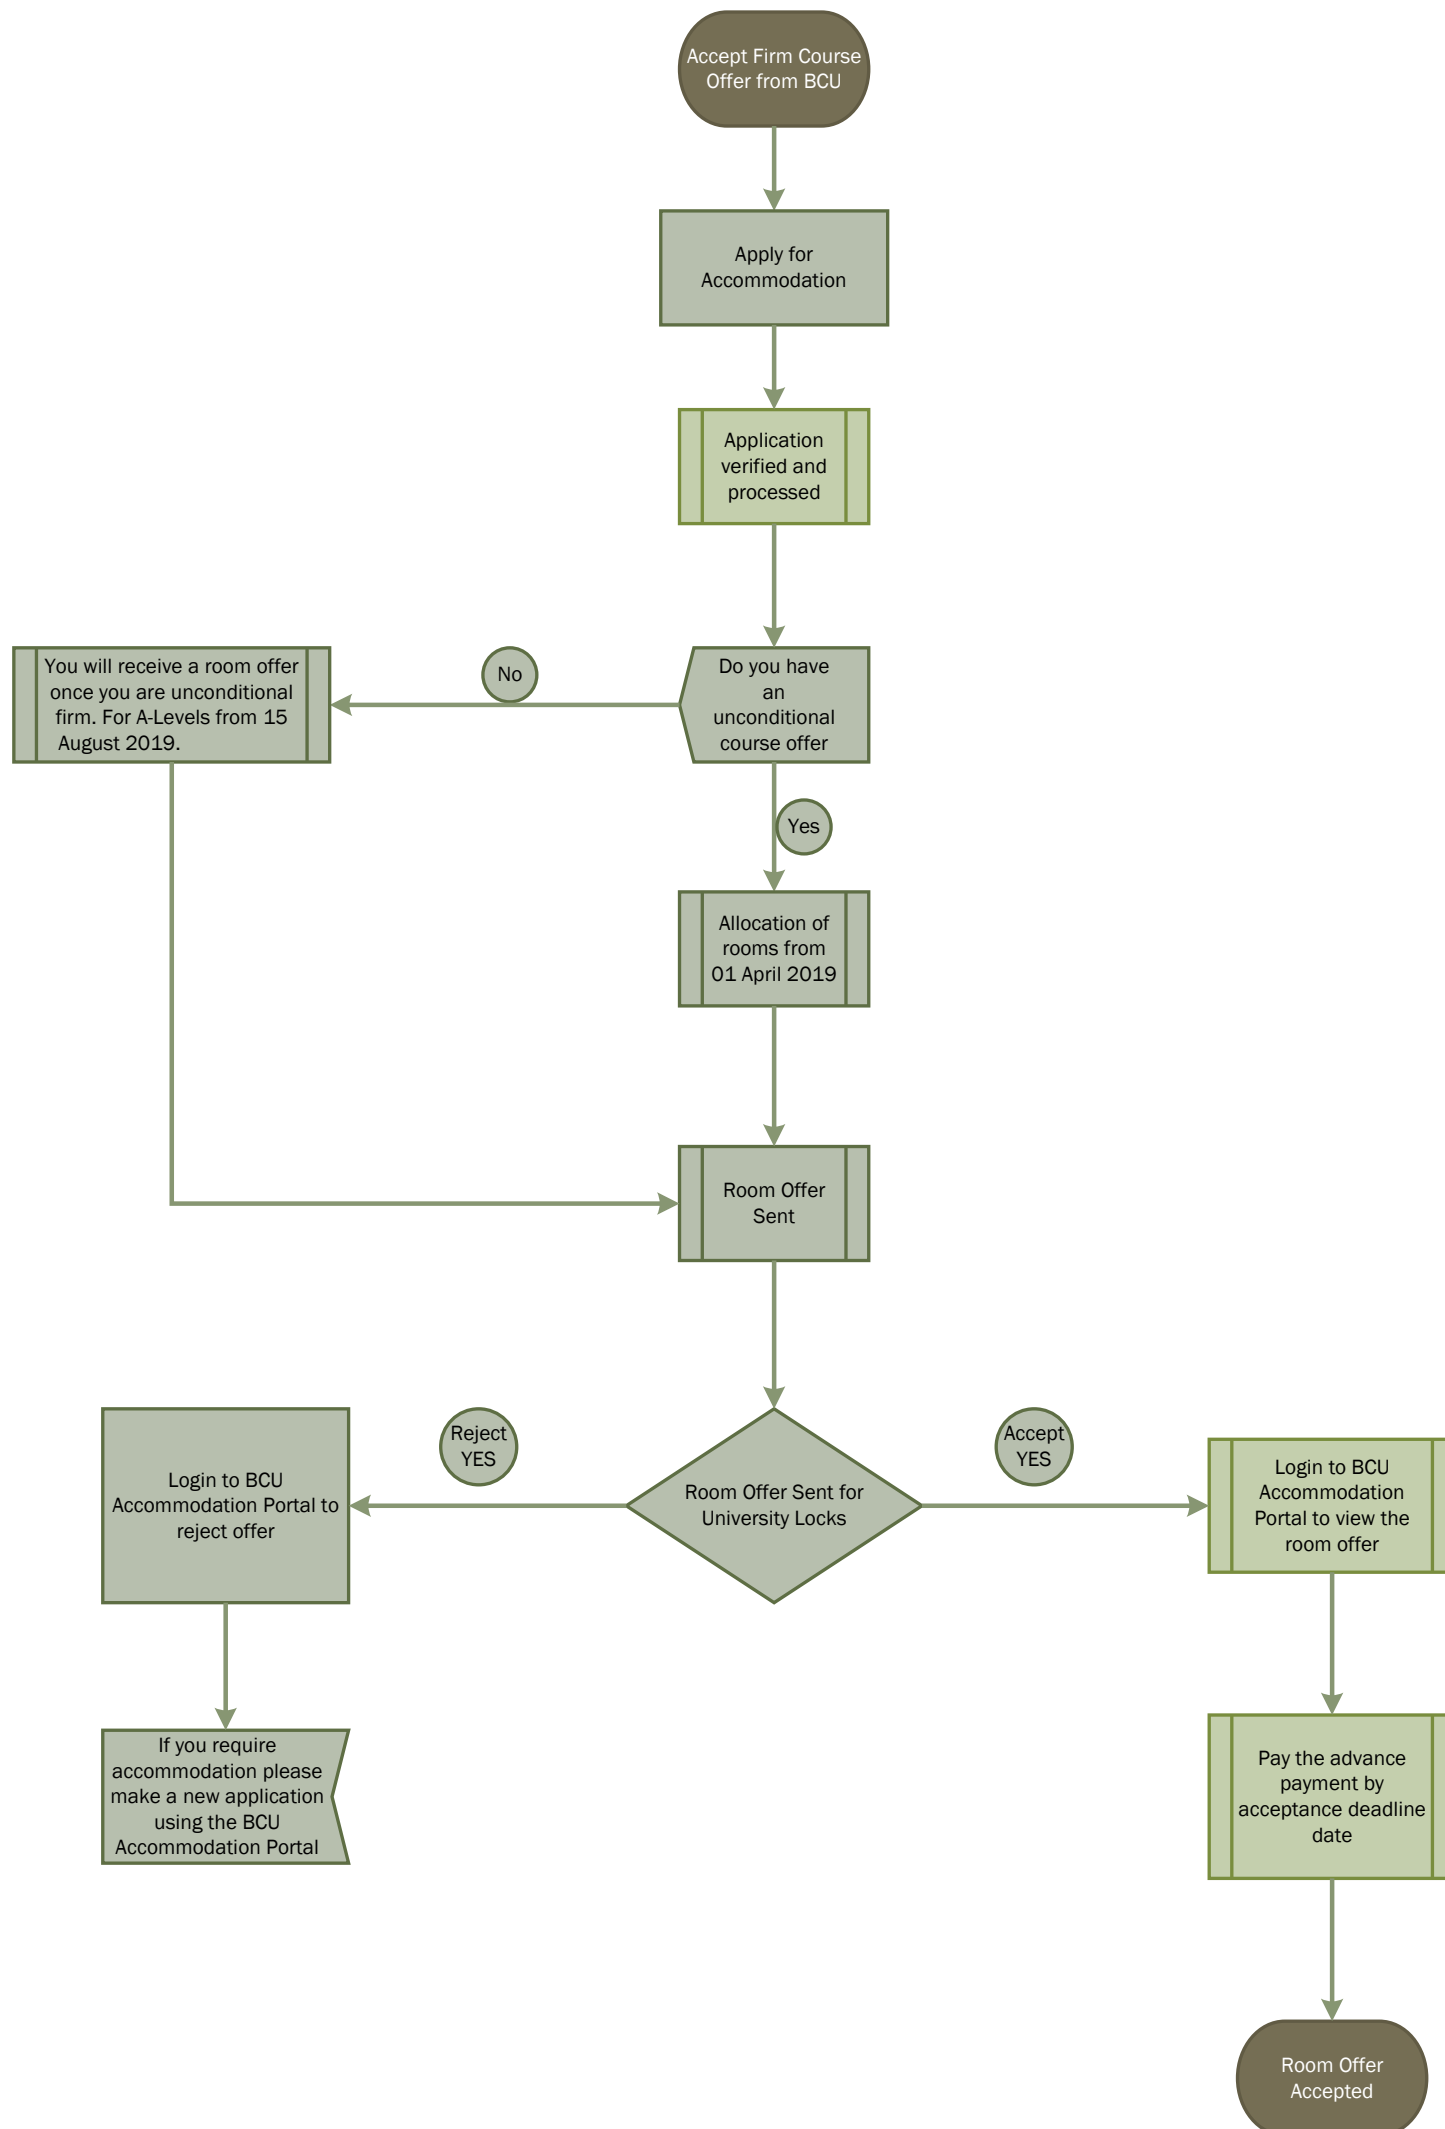 Accept Firm Course
Offer from BCU
Apply for
Accommodation
Application
verified and
processed
You will receive a room offer
once you are unconditional
firm. For A-Levels from 15
August 2019.
No
Do you have
an
unconditional
course offer
Yes
Allocation of
rooms from
01 April 2019
Room Offer
Sent
Reject
YES
Accept
YES
Login to BCU
Accommodation Portal to
reject offer
Room Offer Sent for
University Locks
Login to BCU
Accommodation
Portal to view the
room offer
If you require
accommodation please
make a new application
using the BCU
Accommodation Portal
Pay the advance
payment by
acceptance deadline
date
Room Offer
Accepted